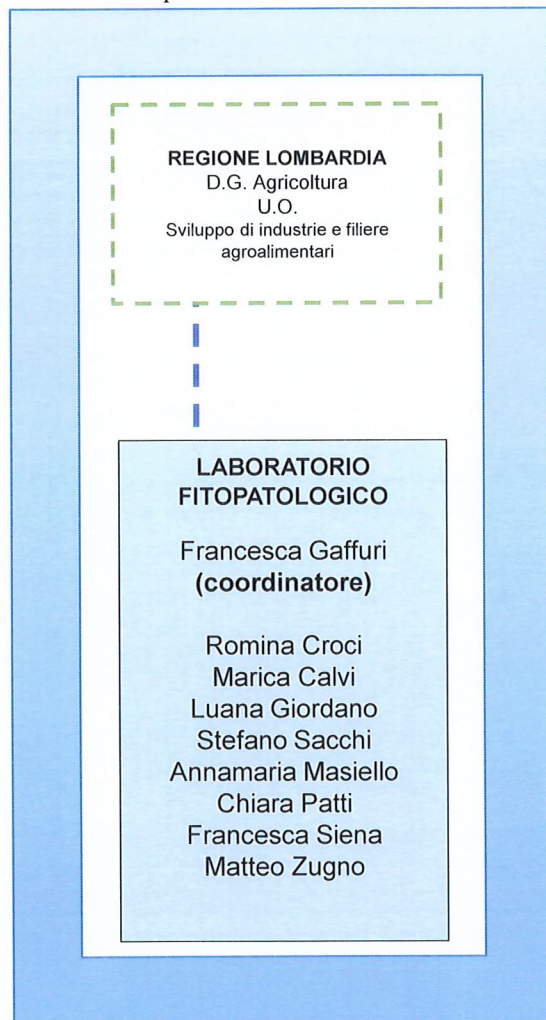 REGIONE LOMBARDIA
D.G. Agricoltura
U.O.
Sviluppo di industrie e filiere
agroalimentari
LABORATORIO
FITOPATOLOGICO
Francesca Gaffuri
(coordinatore)
Romina Croci
Marica Calvi
Luana Giordano
Stefano Sacchi
Annamaria Masiello
Chiara Patti
Francesca Siena
Matteo Zugno